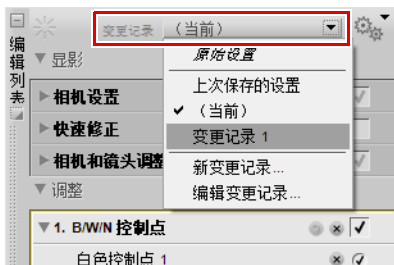 变更记录 (当前)
编辑列表
▼ 显影
原始设置
上次保存的设置
✓ (当前)
变更记录 1
新变更记录...
编辑变更记录...
▶ 相机设置
▶ 快速修正
▶ 相机和镜头调整
▼ 调整
▼ 1. B/W/N 控制点
白色控制点 1